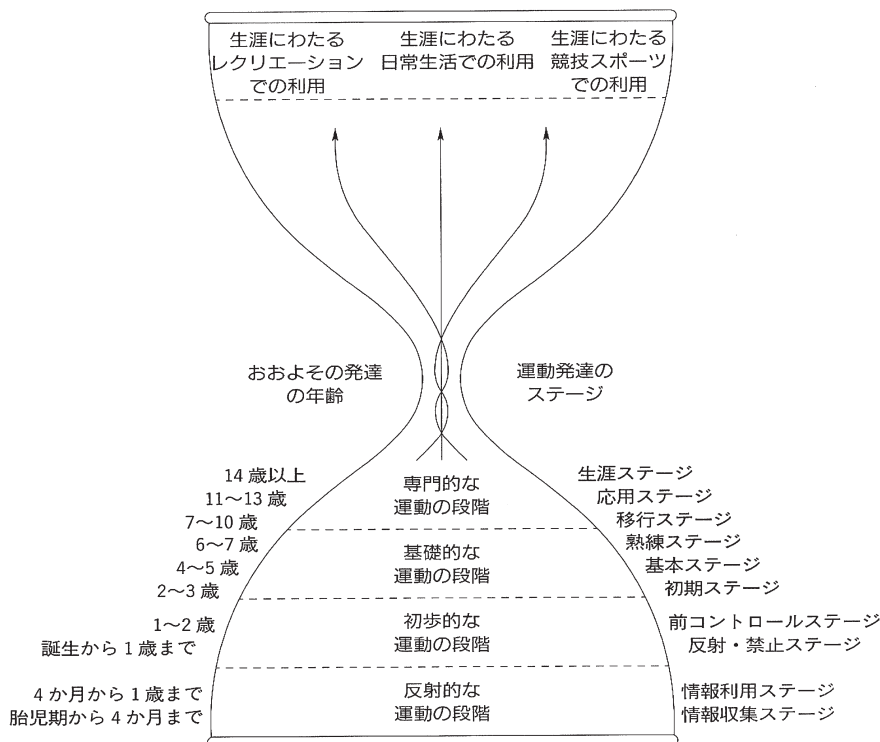 生涯にわたる
レクリエーション
での利用
生涯にわたる
日常生活での利用
生涯にわたる
競技スポーツ
での利用
おおよその発達
の年齢
運動発達の
ステージ
14歳以上
11〜13歳
7〜10歳
6〜7歳
4〜5歳
2〜3歳
1〜2歳
誕生から1歳まで
4か月から1歳まで
胎児期から4か月まで
専門的な
運動の段階
基礎的な
運動の段階
初歩的な
運動の段階
反射的な
運動の段階
生涯ステージ
応用ステージ
移行ステージ
熟練ステージ
基本ステージ
初期ステージ
前コントロールステージ
反射・禁止ステージ
情報利用ステージ
情報収集ステージ